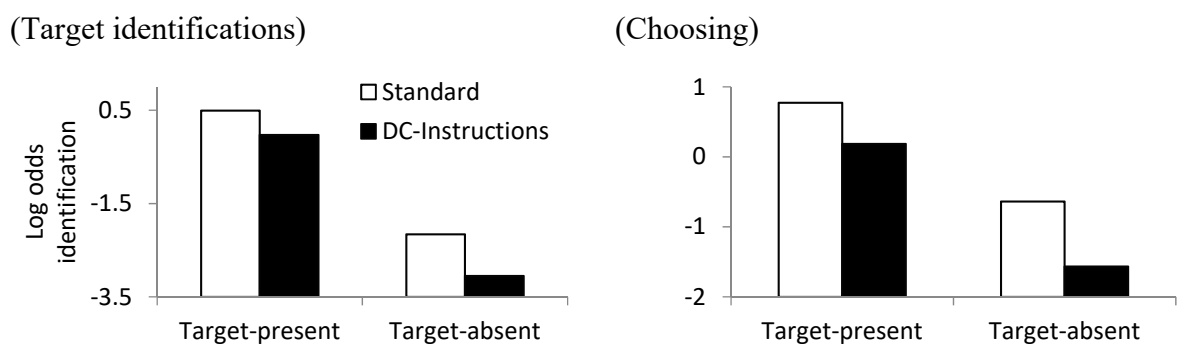 (Target identifications)
Log odds
identification
0.5
-1.5
-3.5
Standard
DC-Instructions
Target-present
Target-absent
(Choosing)
1
0
-1
-2
Target-present
Target-absent